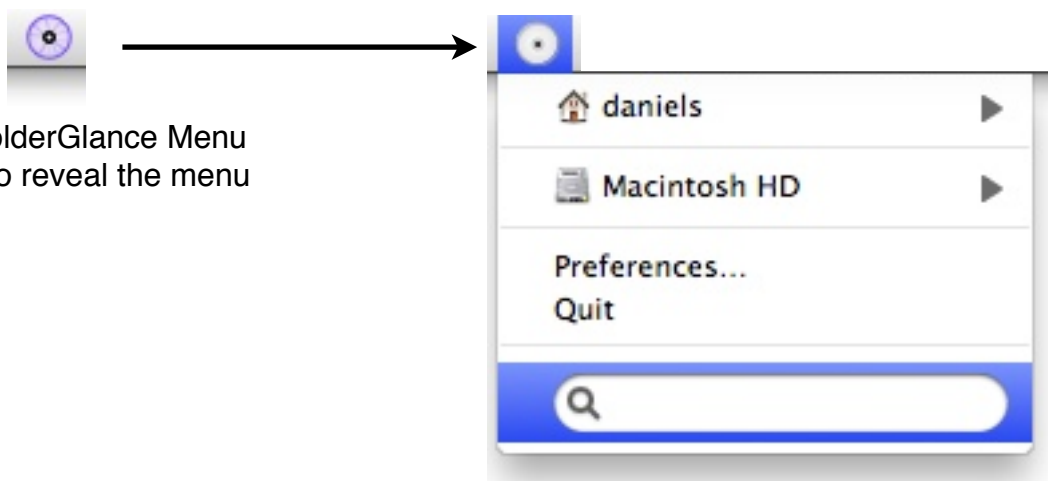 olderGlance Menu
o reveal the menu
daniels
Macintosh HD
Preferences...
Quit